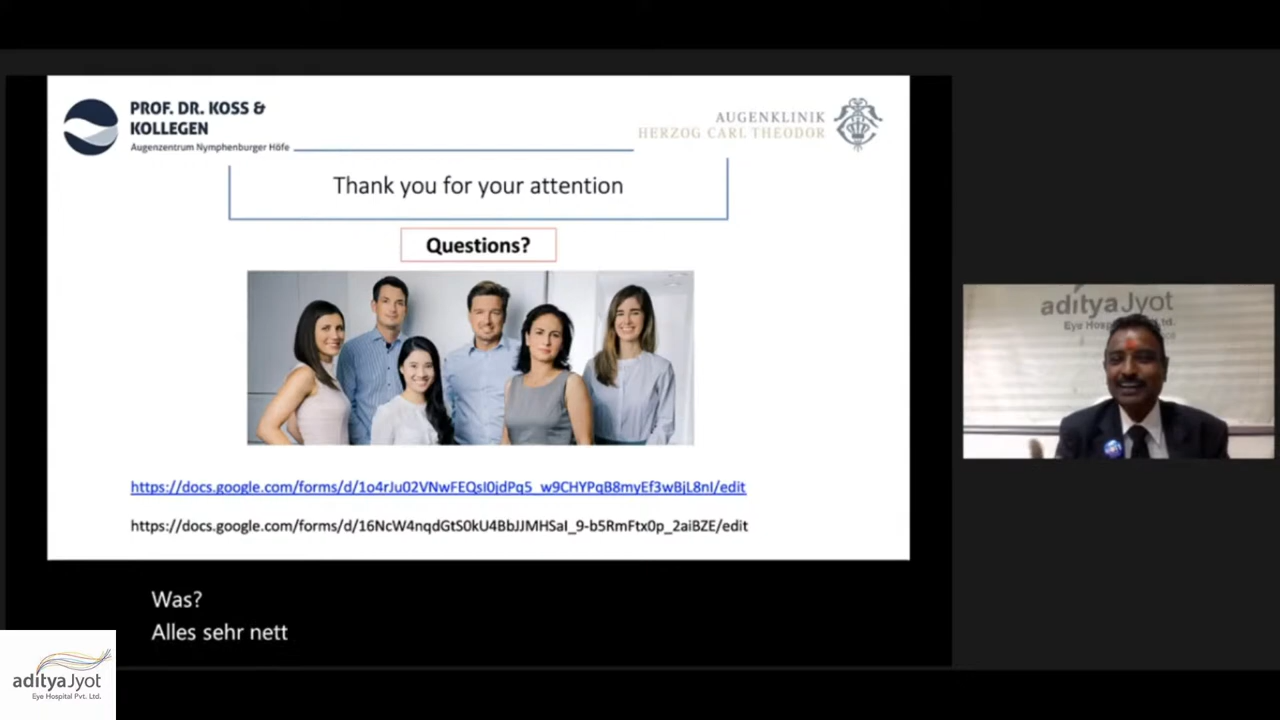 PROF. DR. KOSS &
KOLLEGEN
Augenzentrum Nymphenburger Höfe
AUGENKLINIK
HERZOG CARL THEODOR
Thank you for your attention
Questions?
https://docs.google.com/forms/d/1o4rJu02VNwFEQsI0jdPq5_w9CHYPqB8myEf3wBjL8nI/edit
https://docs.google.com/forms/d/16NcW4nqdGtS0kU4BbJJMHSaI_9-b5RmFtx0p_2aiBZE/edit
Was?
Alles sehr nett
adityaJyot
Eye Hospital Pvt. Ltd.
adityaJyot
Eye Ltd.